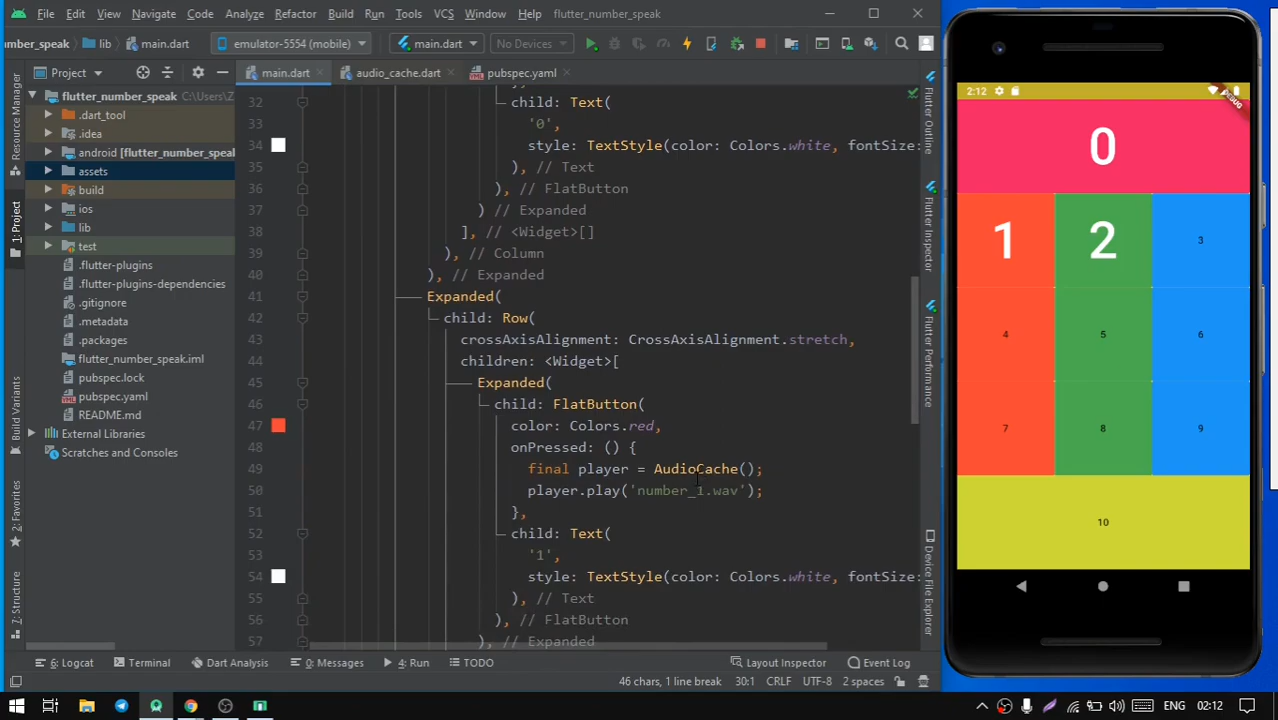 File Edit View Navigate Code Analyze Refactor Build Run Tools VCS Window Help flutter_number_speak
umber_speak lib main.dart emulator-5554 (mobile) main.dart No Devices
Project main.dart audio_cache.dart pubspec.yaml
flutter_number_speak C:\Users\Z
.dart_tool
.idea
android [flutter_number_speal
assets
build
ios
lib
test
.flutter-plugins
.flutter-plugins-dependencies
.gitignore
.metadata
.packages
flutter_number_speak.iml
pubspec.lock
pubspec.yaml
README.md
External Libraries
Scratches and Consoles
Resource Manager
1: Project
Build Variants
2: Favorites
7: Structure
32 child: Text(
33 '0',
34 style: TextStyle(color: Colors.white, fontSize:
35 ), // Text
36 ), // FlatButton
37 ) // Expanded
38 ], // <Widget>[]
39 ), // Column
40 ), // Expanded
41 Expanded(
42 child: Row(
43 crossAxisAlignment: CrossAxisAlignment.stretch,
44 children: <Widget>[
45 Expanded(
46 child: FlatButton(
47 color: Colors.red,
48 onPressed: () {
49 final player = AudioCache();
50 player.play('number_1.wav');
51 },
52 child: Text(
53 '1',
54 style: TextStyle(color: Colors.white, fontSize:
55 ), // Text
56 ), // FlatButton
57 ), // Expanded
Flutter Outline
Flutter Inspector
Flutter Performance
Device File Explorer
2:12
DEBUG
0
1 2 3
4 5 6
7 8 9
10
6: Logcat Terminal Dart Analysis 0: Messages 4: Run TODO Layout Inspector Event Log
46 chars, 1 line break 30:1 CRLF UTF-8 2 spaces
ENG 02:12